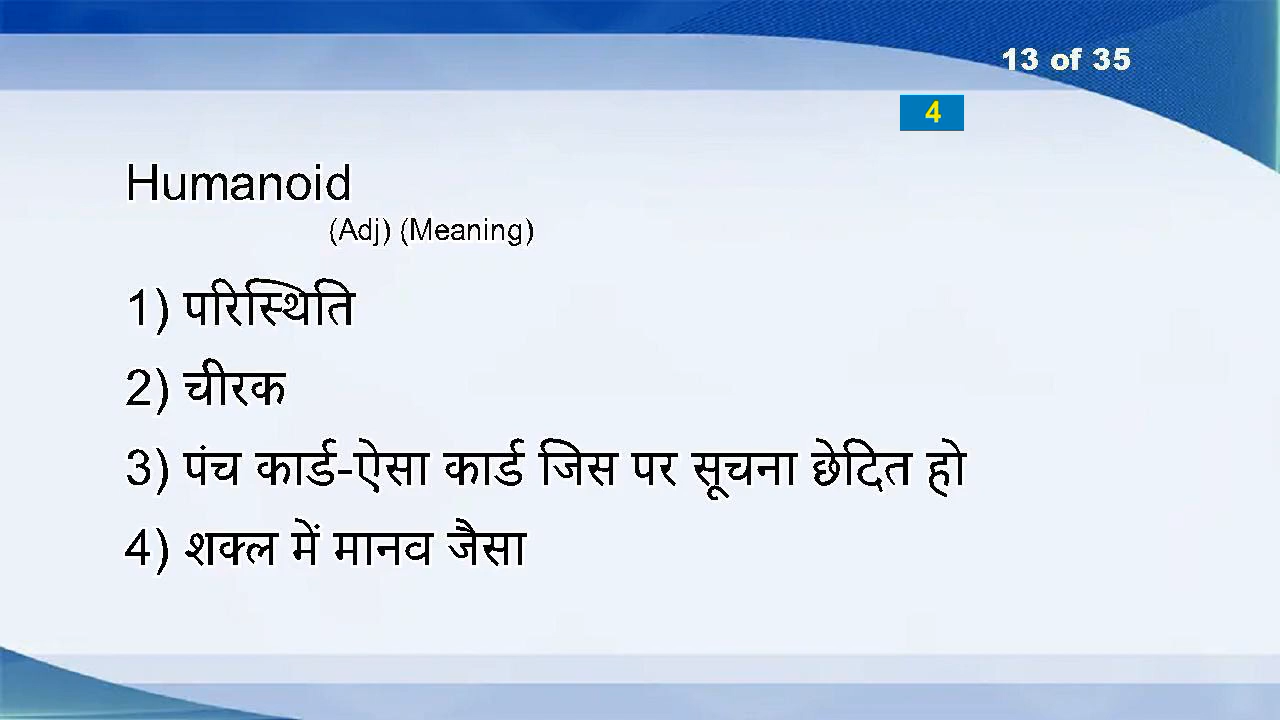 13 of 35
4
Humanoid
(Adj) (Meaning)
1) परिस्थिति
2) चीरक
3) पंच कार्ड-ऐसा कार्ड जिस पर सूचना छेदित हो
4) शक्ल में मानव जैसा